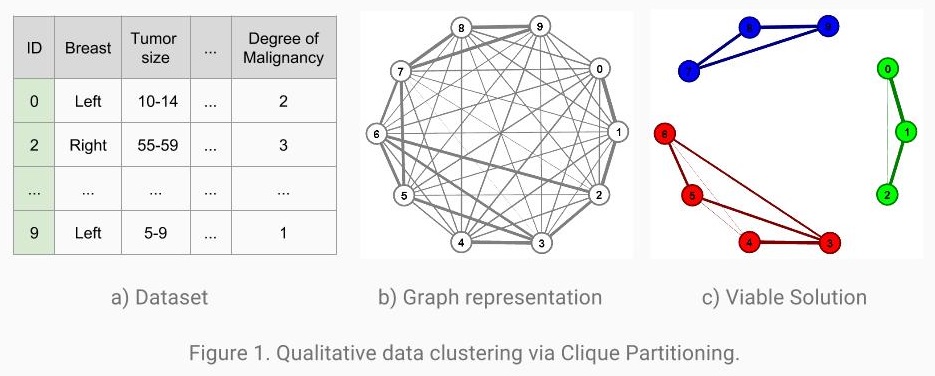 ID Breast Tumor size ... Degree of Malignancy
0 Left 10-14 ... 2
2 Right 55-59 ... 3
... ... ... ... ...
9 Left 5-9 ... 1
8 9
7 0
6 1
5 2
4 3
9
0
6 1
5 2
4 3
a) Dataset b) Graph representation c) Viable Solution
Figure 1. Qualitative data clustering via Clique Partitioning.